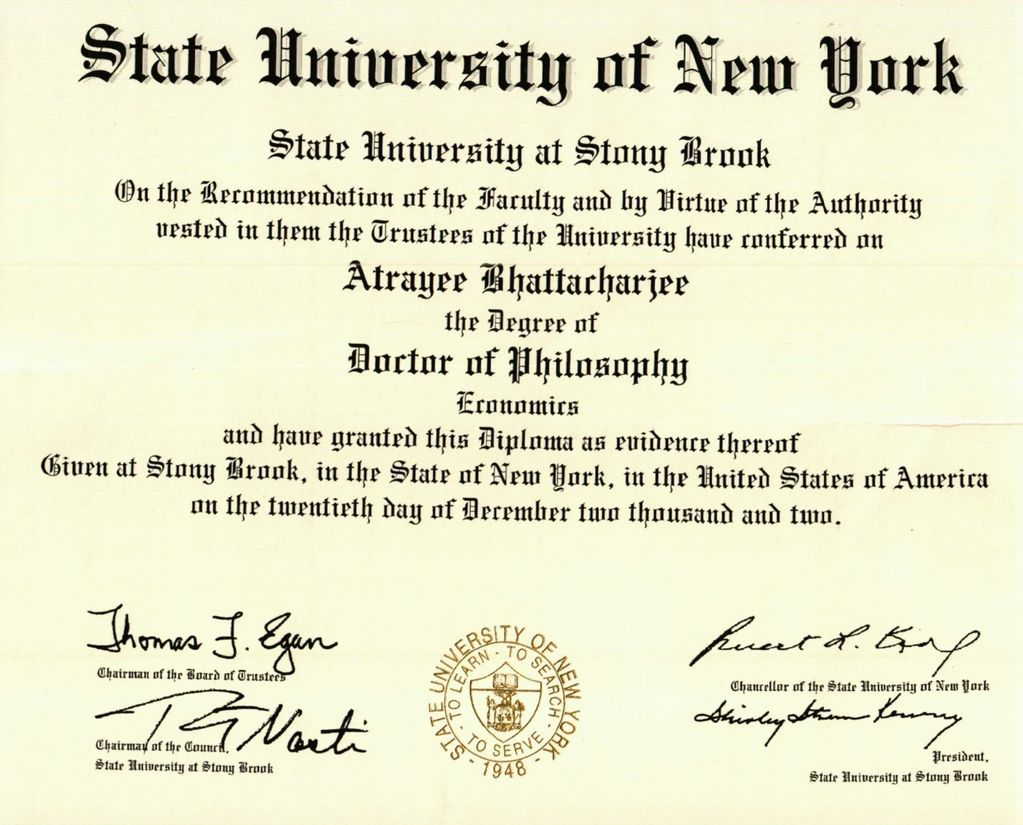 State University of New York
State University at Stony Brook
On the Recommendation of the Faculty and by Virtue of the Authority
vested in them the Trustees of the University have conferred on
Atrayee Bhattacharjee
the Degree of
Doctor of Philosophy
Economics
and have granted this Diploma as evidence thereof
Given at Stony Brook, in the State of New York, in the United States of America
on the twentieth day of December two thousand and two.
Thomas F. Egan
Chairman of the Board of Trustees
Chairman of the Council,
State University at Stony Brook
STATE UNIVERSITY OF NEW YORK
TO LEARN - TO SEARCH - TO SERVE
- 1948 -
Chancellor of the State University of New York
Shirley Strum Kenny
President,
State University at Stony Brook